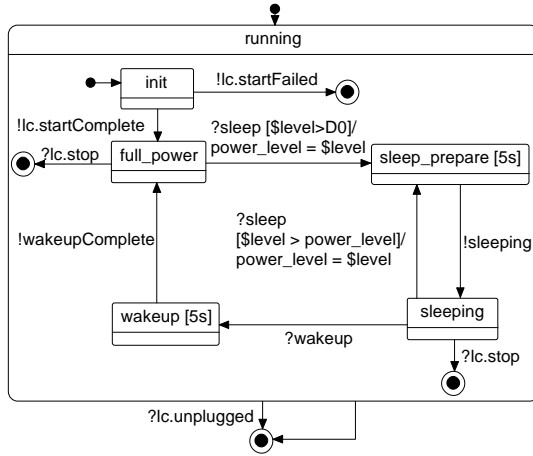 running
init
!lc.startFailed
!lc.startComplete
?sleep [$level>D0]/
power_level = $level
?lc.stop
full_power
sleep_prepare [5s]
?sleep
[$level > power_level]/
power_level = $level
!wakeupComplete
!sleeping
wakeup [5s]
sleeping
?wakeup
?lc.stop
?lc.unplugged